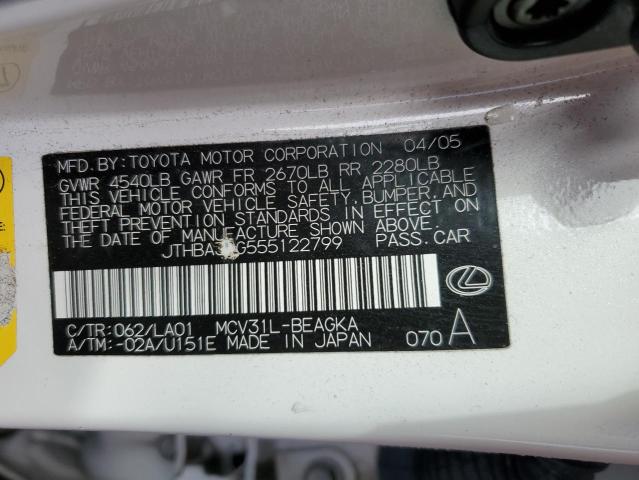 MFD.BY:TOYOTA MOTOR CORPORATION 04/05
GVWR 4540LB GAWR FR 2670LB RR 2280LB
THIS VEHICLE CONFORMS TO ALL APPLICABLE
FEDERAL MOTOR VEHICLE SAFETY,BUMPER,AND
THEFT PREVENTION STANDARDS IN EFFECT ON
THE DATE OF MANUFACTURE SHOWN ABOVE.
PASS.CAR
C/TR:062/LA01 MCV31L-BEAGKA
A/TM:-02A/U151E MADE IN JAPAN 070 A